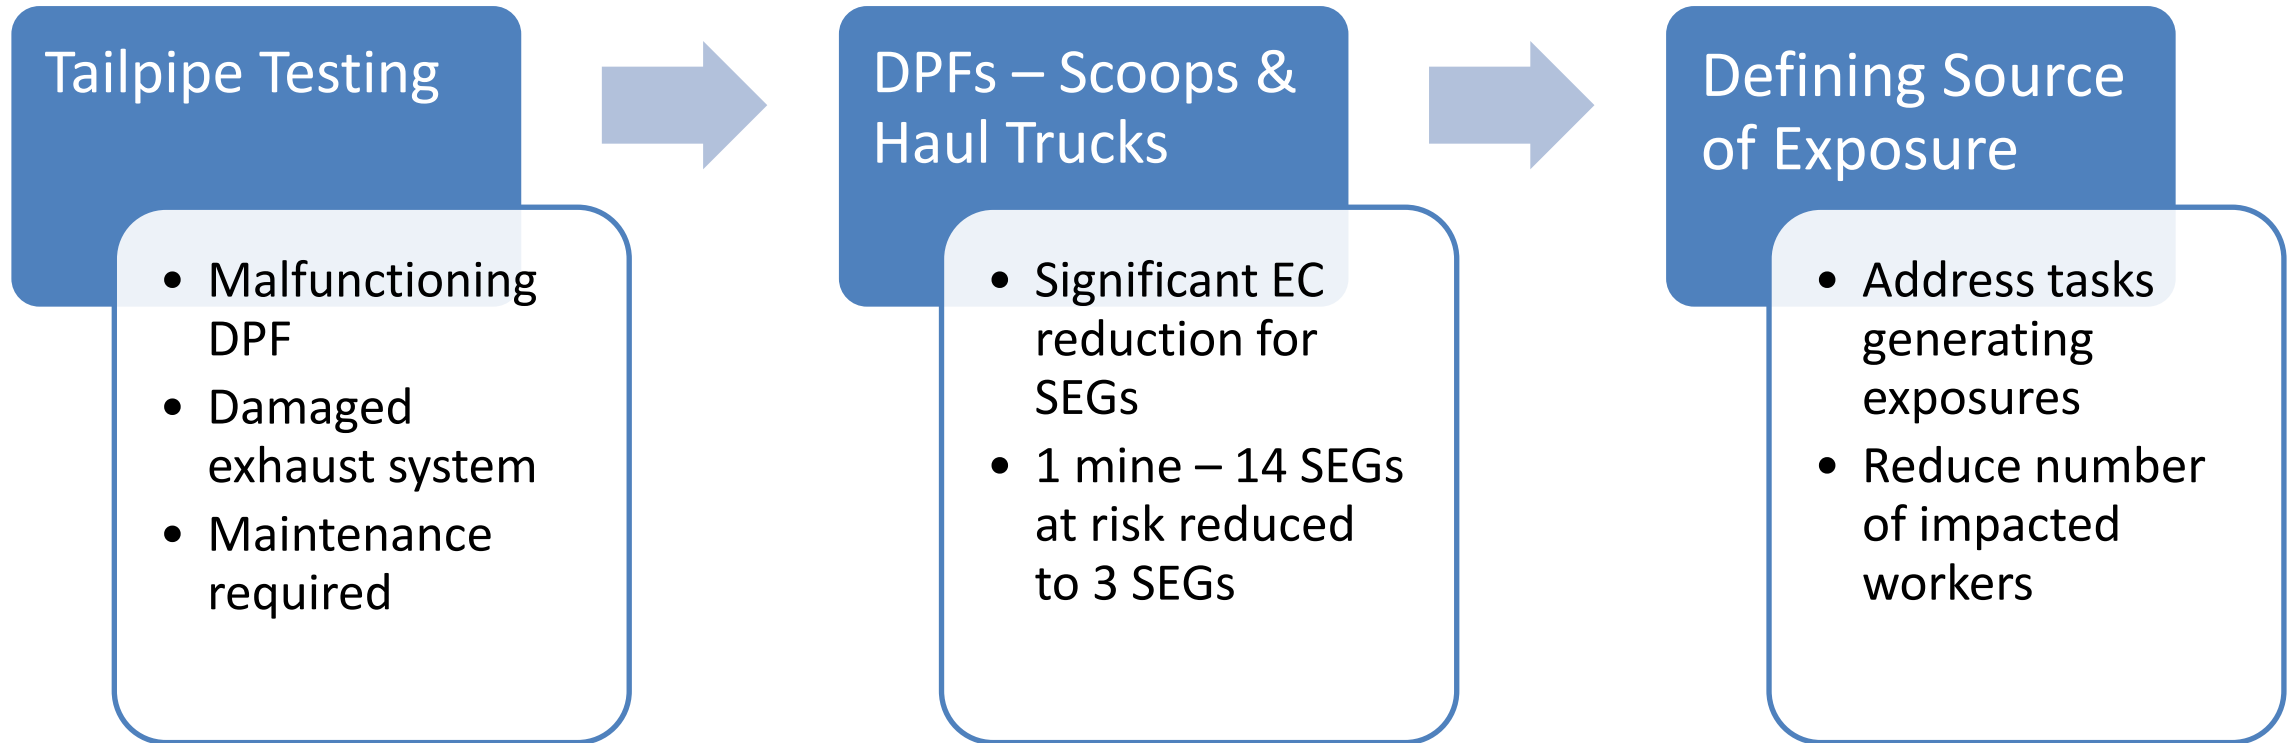 Tailpipe Testing
• Malfunctioning
DPF
• Damaged
exhaust system
• Maintenance
required
DPFs – Scoops &
Haul Trucks
• Significant EC
reduction for
SEGs
• 1 mine – 14 SEGs
at risk reduced
to 3 SEGs
Defining Source
of Exposure
• Address tasks
generating
exposures
• Reduce number
of impacted
workers